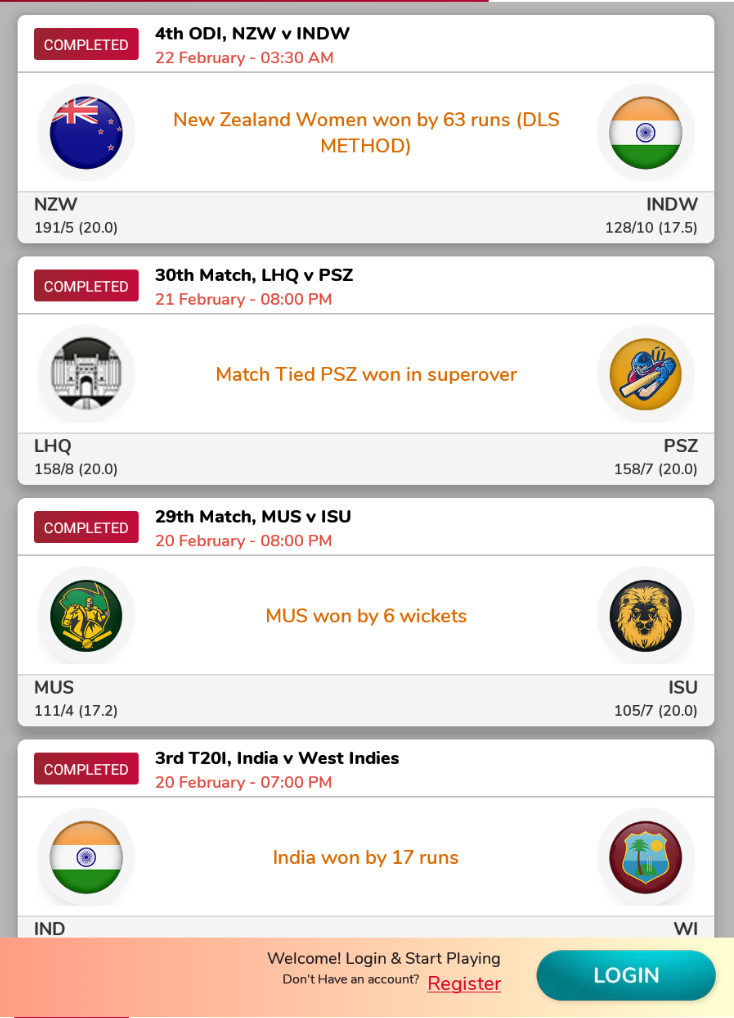 COMPLETED
4th ODI, NZW v INDW
22 February - 03:30 AM
New Zealand Women won by 63 runs (DLS
METHOD)
NZW
INDW
191/5 (20.0)
128/10 (17.5)
COMPLETED
30th Match, LHQ v PSZ
21 February - 08:00 PM
Match Tied PSZ won in superover
LHQ
PSZ
158/8 (20.0)
158/7 (20.0)
COMPLETED
29th Match, MUS v ISU
20 February - 08:00 PM
MUS won by 6 wickets
MUS
ISU
111/4 (17.2)
105/7 (20.0)
COMPLETED
3rd T20I, India v West Indies
20 February - 07:00 PM
India won by 17 runs
IND
WI
Welcome! Login & Start Playing
Don't Have an account? Register
LOGIN